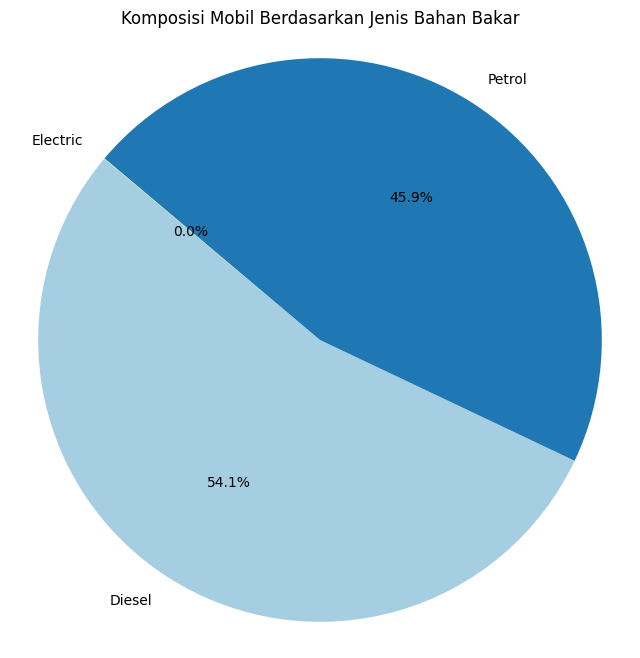 Komposisi Mobil Berdasarkan Jenis Bahan Bakar
Petrol
Electric
45.9%
0.0%
54.1%
Diesel